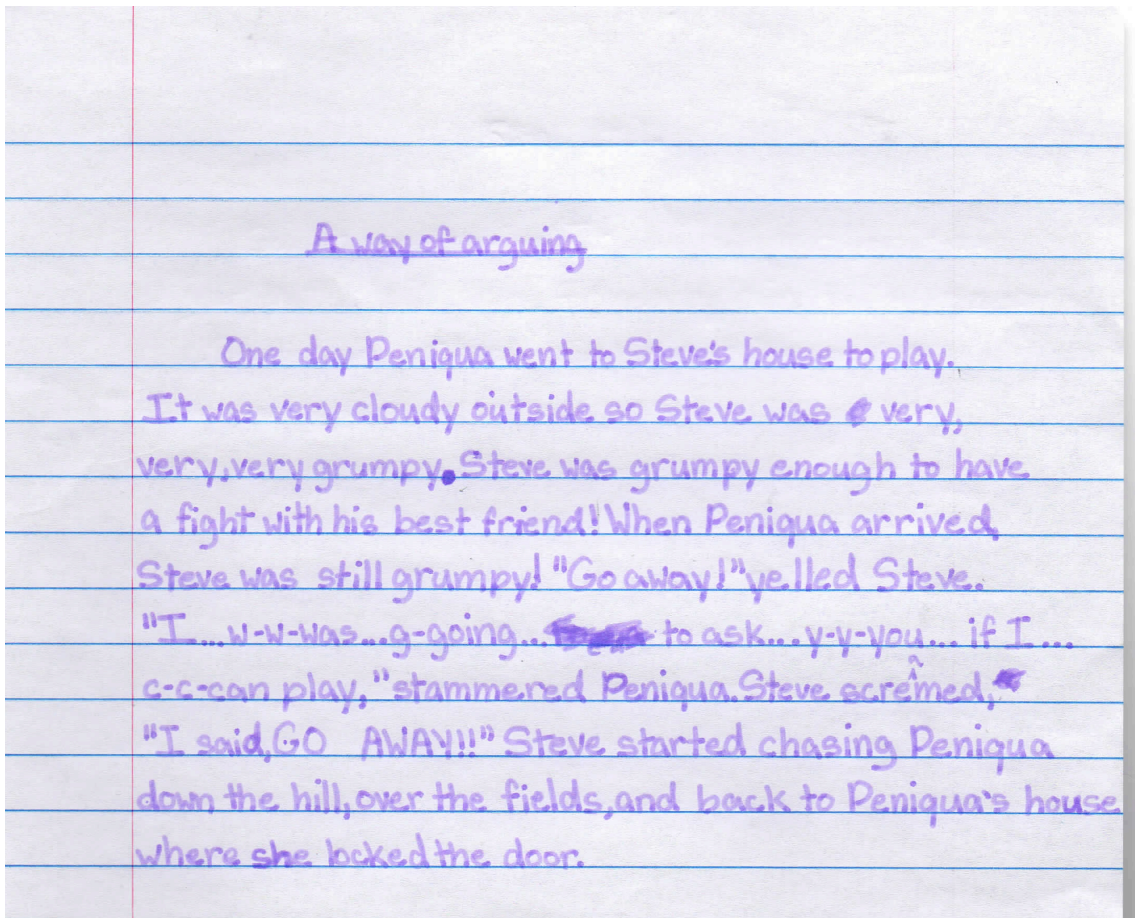 A way of arguing
One day Peniqua went to Steve's house to play.
It was very cloudy outside so Steve was very,
very, very grumpy. Steve was grumpy enough to have
a fight with his best friend! When Peniqua arrived,
Steve was still grumpy! "Go away!" yelled Steve.
"I...w-w-was...g-going... to ask....y-y-you... if I...
c-c-can play," stammered Peniqua. Steve screamed,
"I said, GO AWAY!!" Steve started chasing Peniqua
down the hill, over the fields, and back to Peniqua's house
where she locked the door.